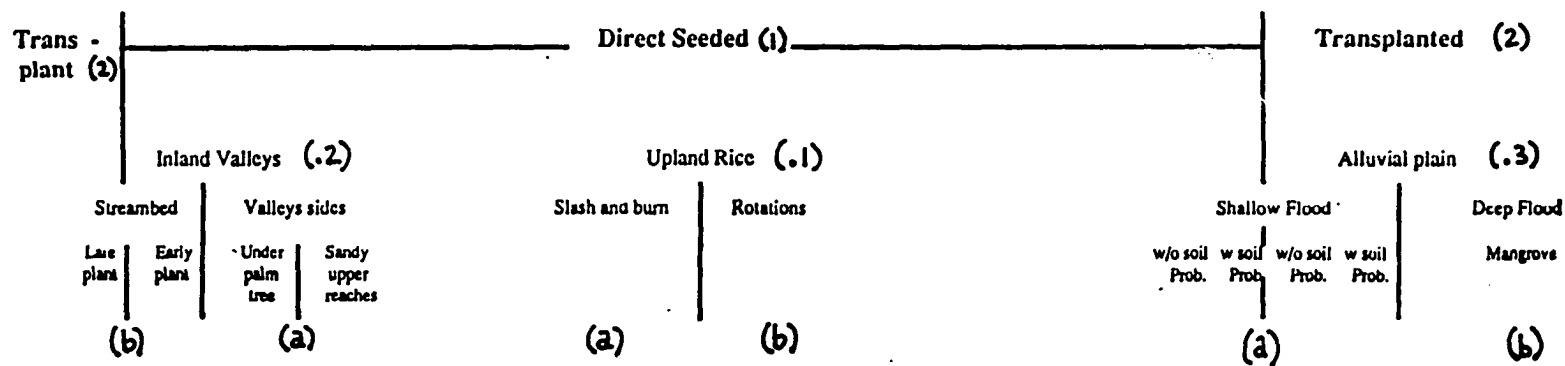 Trans - plant (2)
Direct Seeded (1)
Transplanted (2)
Inland Valleys (.2)
Upland Rice (.1)
Alluvial plain (.3)
Streambed
Valleys sides
Slash and burn
Rotations
Shallow Flood
Deep Flood
Late plant
Early plant
Under palm tree
Sandy upper reaches
w/o soil Prob.
w soil Prob.
w/o soil Prob.
w soil Prob.
Mangrove
(b)
(a)
(a)
(b)
(a)
(b)